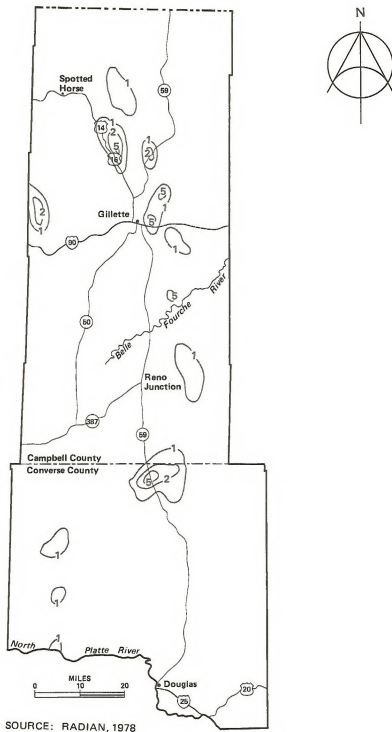 N
Spotted
Horse
1
59
14
1
2
5
16
1
2
2
1
5
1
5
Gillette
90
1
5
50
Belle Fourche River
1
Reno
Junction
387
59
Campbell County
Converse County
1
2
5
1
1
1
North Platte River
MILES
0 10 20
Douglas
25
20
SOURCE: RADIAN, 1978